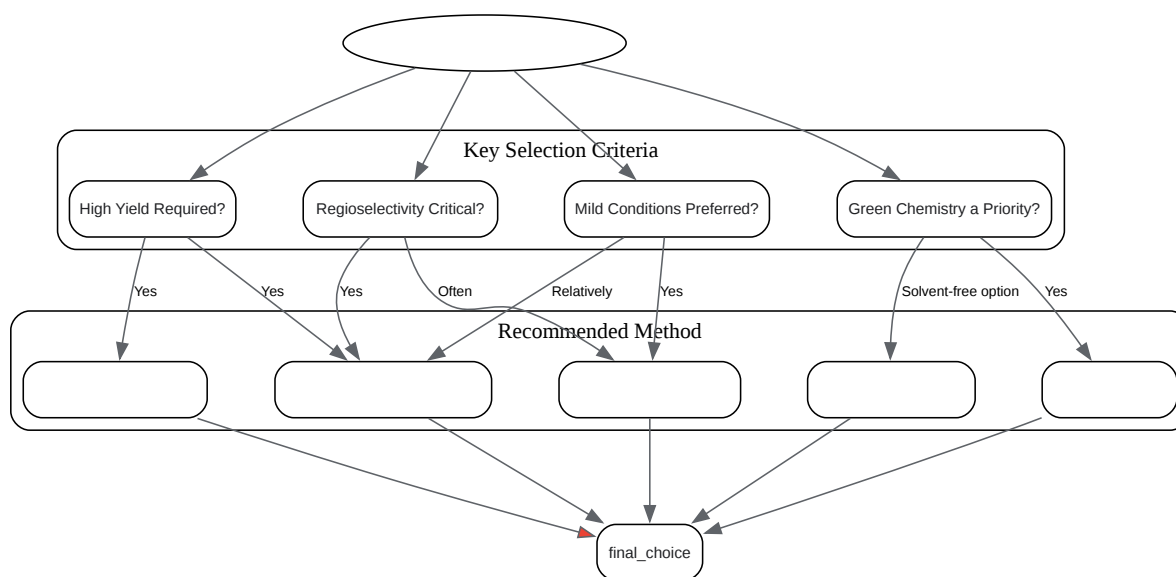 Key Selection Criteria
High Yield Required?
Regioselectivity Critical?
Mild Conditions Preferred?
Green Chemistry a Priority?
Yes
Yes
Yes
Often
Relatively
Yes
Solvent-free option
Yes
Recommended Method
final_choice